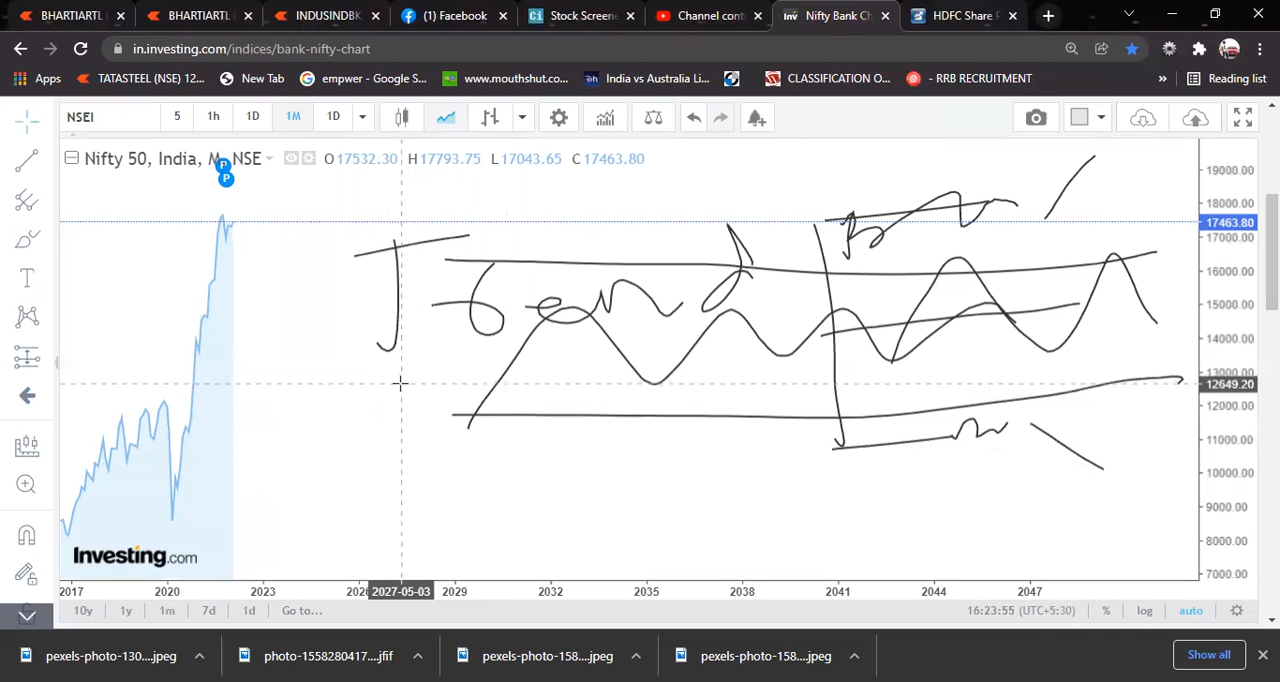 BHARTIARTL
BHARTIARTL
INDUSINDBK
(1) Facebook
Stock Screene
Channel cont
Nifty Bank Ch
HDFC Share P
in.investing.com/indices/bank-nifty-chart
Apps
TATASTEEL (NSE) 12...
New Tab
empwer - Google S...
www.mouthshut.co...
India vs Australia Li...
CLASSIFICATION O...
- RRB RECRUITMENT
»
Reading list
NSEI
5
1h
1D
1M
1D
Nifty 50, India, M, NSE
O 17532.30 H 17793.75 L 17043.65 C 17463.80
P
P
19000.00
18000.00
17463.80
17000.00
16000.00
15000.00
14000.00
13000.00
12649.20
12000.00
11000.00
10000.00
9000.00
8000.00
7000.00
Investing.com
2017 2020 2023 2027-05-03 2029 2032 2035 2038 2041 2044 2047
10y 1y 1m 7d 1d Go to...
16:23:55 (UTC+5:30) % log auto
pexels-photo-130....jpeg
photo-1558280417....jfif
pexels-photo-158....jpeg
pexels-photo-158....jpeg
Show all